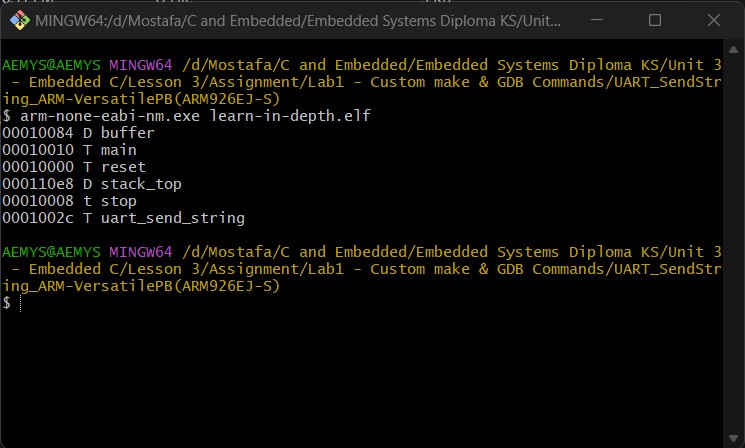 MINGW64:/d/Mostafa/C and Embedded/Embedded Systems Diploma KS/Unit...
AEMYS@AEMYS MINGW64 /d/Mostafa/C and Embedded/Embedded Systems Diploma KS/Unit 3
- Embedded C/Lesson 3/Assignment/Lab1 - Custom make & GDB Commands/UART_SendStr
ing_ARM-VersatilePB(ARM926EJ-S)
$ arm-none-eabi-nm.exe learn-in-depth.elf
00010084 D buffer
00010010 T main
00010000 T reset
000110e8 D stack_top
00010008 t stop
0001002c T uart_send_string
AEMYS@AEMYS MINGW64 /d/Mostafa/C and Embedded/Embedded Systems Diploma KS/Unit 3
- Embedded C/Lesson 3/Assignment/Lab1 - Custom make & GDB Commands/UART_SendStr
ing_ARM-VersatilePB(ARM926EJ-S)
$